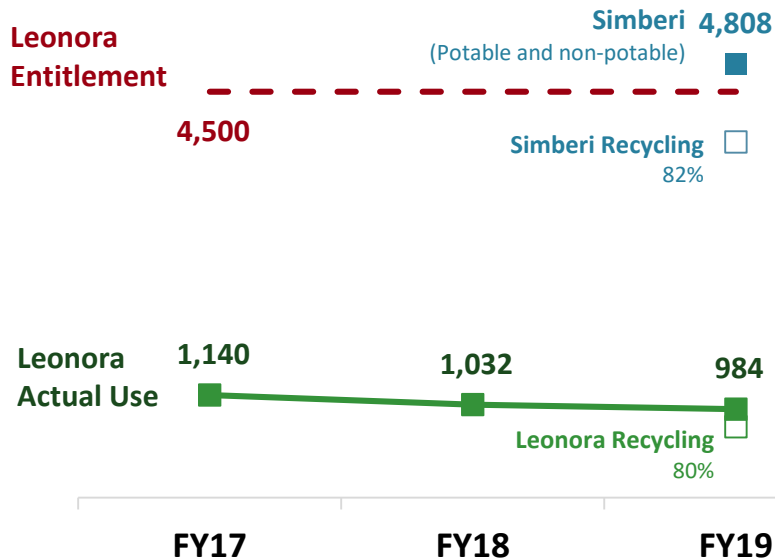 Leonora
Entitlement
Simberi 4,808
(Potable and non-potable)
4,500
Simberi Recycling
82%
Leonora
Actual Use
1,140
1,032
984
Leonora Recycling
80%
FY17
FY18
FY19